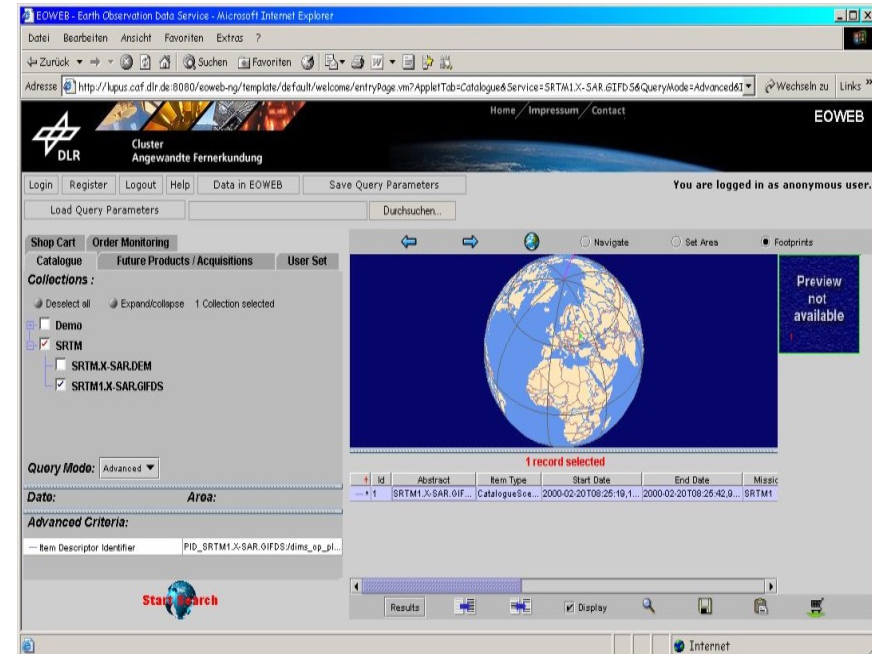 EOWEB - Earth Observation Data Service - Microsoft Internet Explorer
Datei Bearbeiten Ansicht Favoriten Extras ?
Zurück Suchen Favoriten
Adresse http://lupus.caf.dlr.de:8080/eoweb-ng/template/default/welcome/entryPage.vm?AppletTab=Catalogue&Service=SRTM1.X-SAR.GIFDS&QueryMode=Advanced&I Wechseln zu Links »
Home / Impressum / Contact
EOWEB
DLR
Cluster
Angewandte Fernerkundung
Login Register Logout Help Data in EOWEB Save Query Parameters You are logged in as anonymous user.
Load Query Parameters Durchsuchen...
Shop Cart Order Monitoring
Navigate Set Area Footprints
Catalogue Future Products / Acquisitions User Set
Collections :
Deselect all Expand/collapse 1 Collection selected
Demo
SRTM
SRTM.X-SAR.DEM
SRTM1.X-SAR.GIFDS
Preview
not
available
Query Mode: Advanced
1 record selected
Id Abstract Item Type Start Date End Date Missic
1 SRTM1.X-SAR.GIF... CatalogueSce... 2000-02-20T08:25:19,1... 2000-02-20T08:25:42,9... SRTM1
Date: Area:
Advanced Criteria:
Item Descriptor Identifier PID_SRTM1.X-SAR.GIFDS:/dims_op_pl...
Start Search
Results Display
Internet